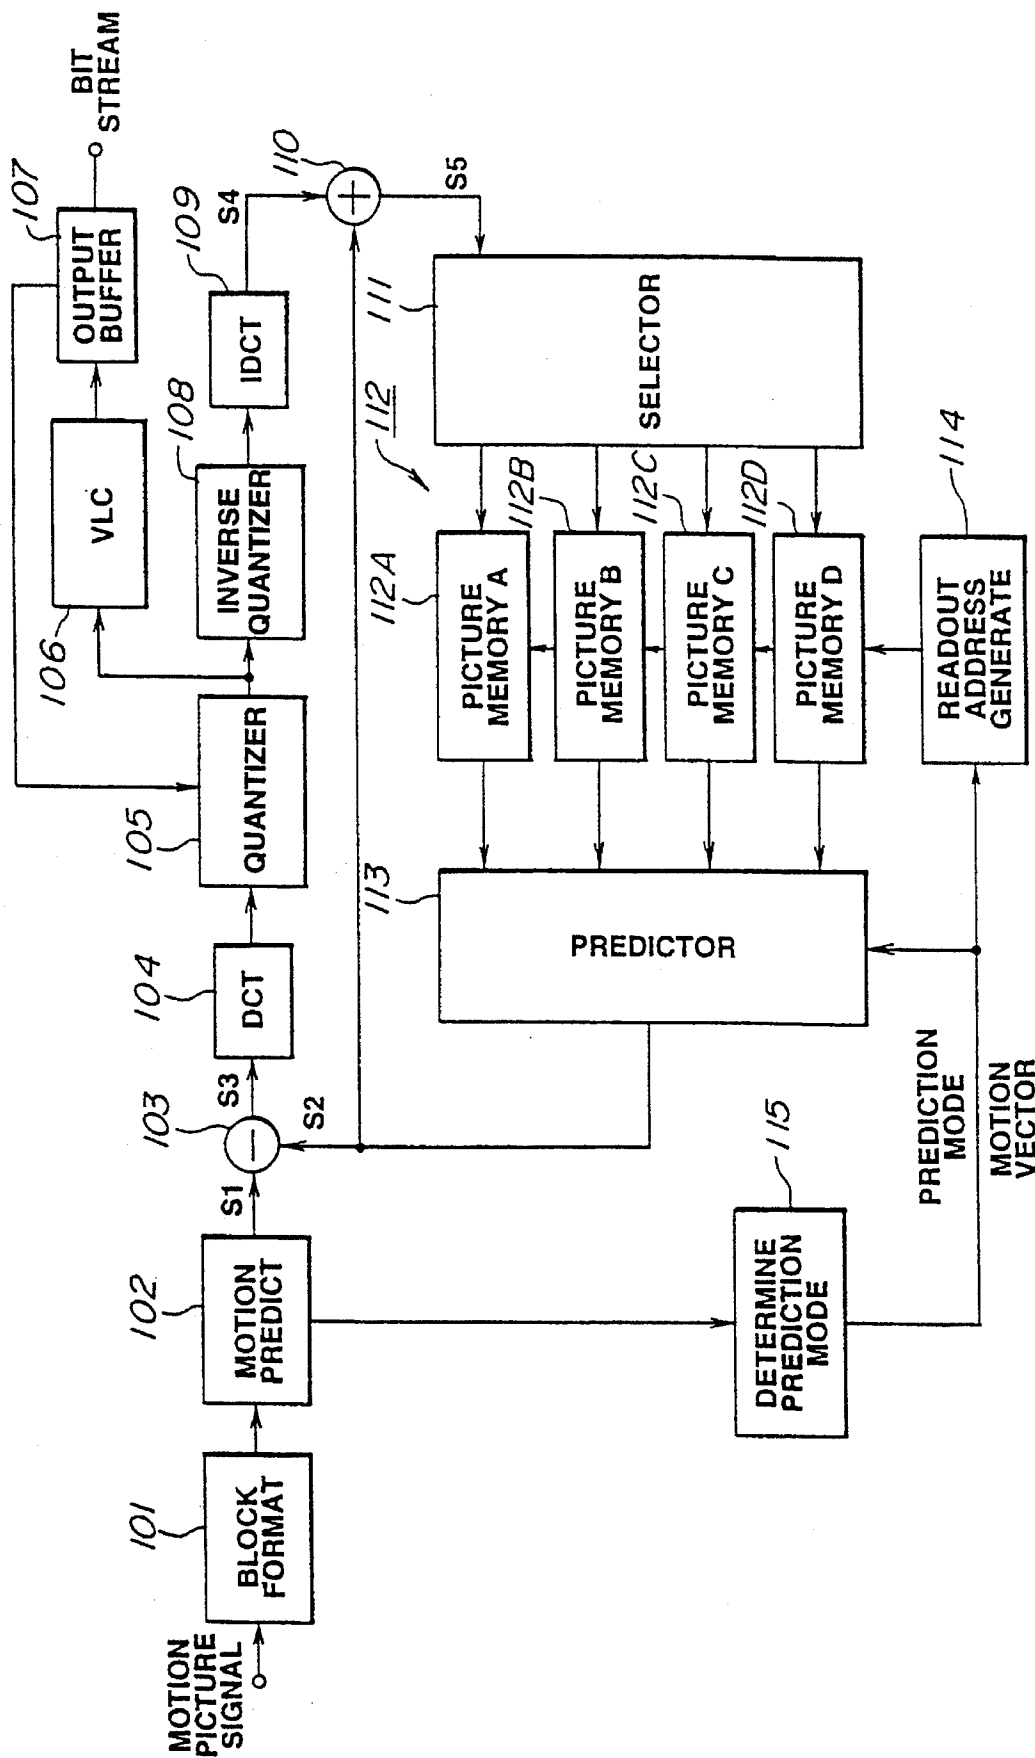 MOTION
PICTURE
SIGNAL
101
BLOCK
FORMAT
102
MOTION
PREDICT
S1
103
S2
S3
104
DCT
105
QUANTIZER
106
VLC
107
OUTPUT
BUFFER
BIT
STREAM
108
INVERSE
QUANTIZER
109
IDCT
S4
110
S5
111
SELECTOR
112
112A
PICTURE
MEMORY A
112B
PICTURE
MEMORY B
112C
PICTURE
MEMORY C
112D
PICTURE
MEMORY D
113
PREDICTOR
114
READOUT
ADDRESS
GENERATE
115
DETERMINE
PREDICTION
MODE
PREDICTION
MODE
MOTION
VECTOR